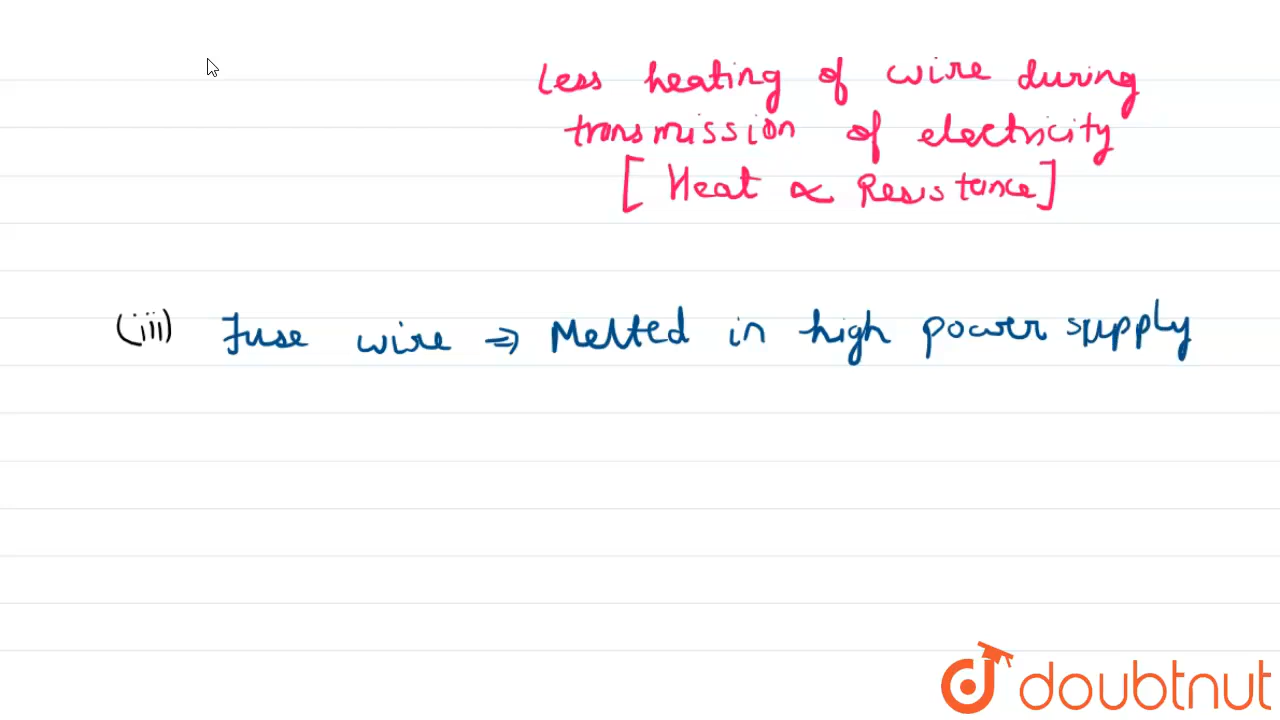 Less heating of wire during
transmission of electricity
[Heat ∝ Resistance]
(iii) Fuse wire ⇒ Melted in high power supply
doubtnut